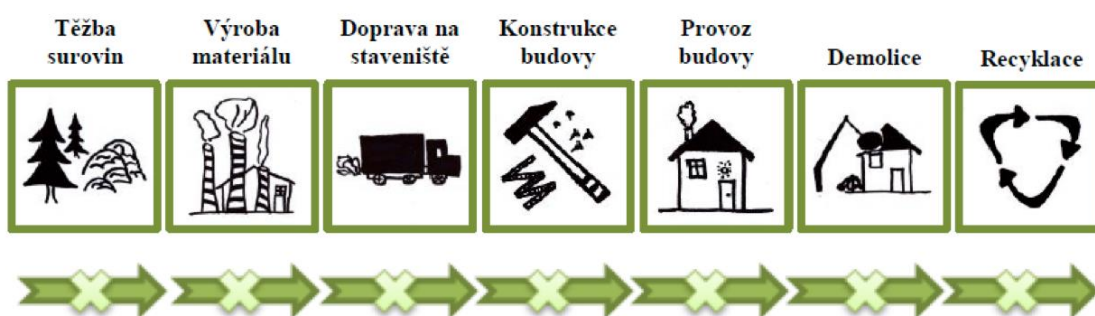 Těžba
surovin
Výroba
materiálu
Doprava na
staveniště
Konstrukce
budovy
Provoz
budovy
Demolice
Recyklace